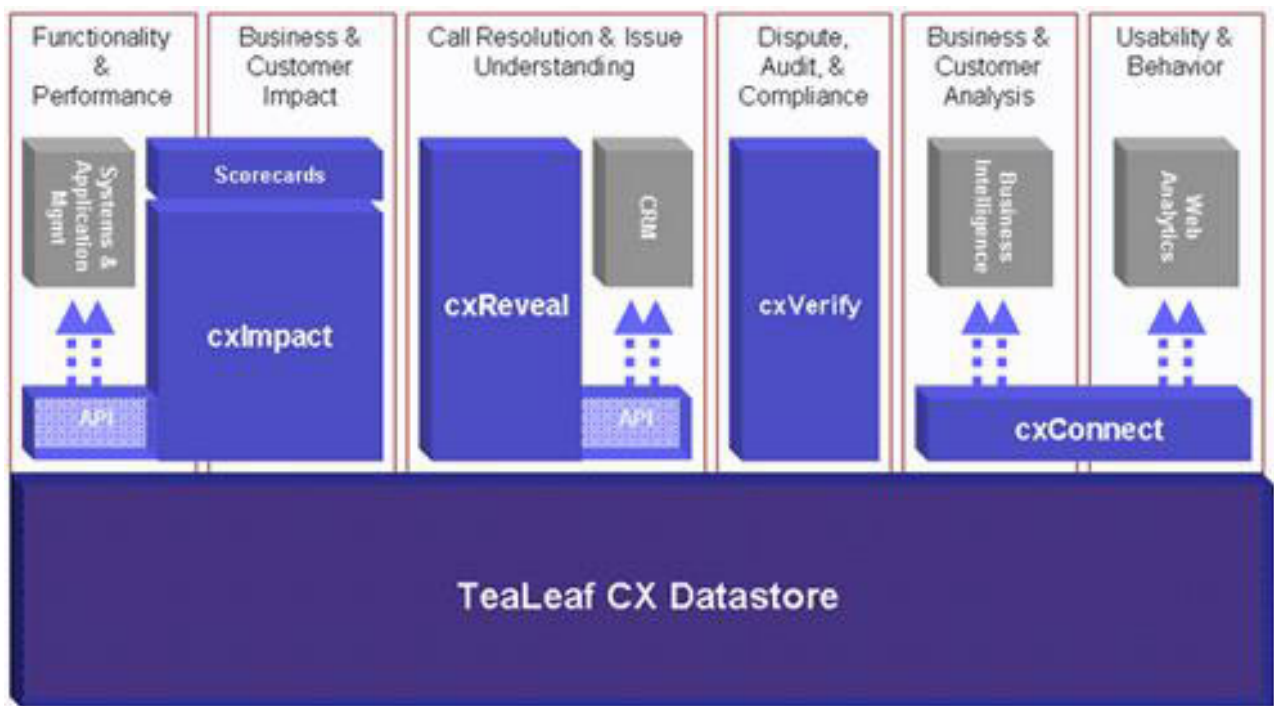 Functionality
&
Performance
Business &
Customer
Impact
Call Resolution & Issue
Understanding
Dispute,
Audit, &
Compliance
Business &
Customer
Analysis
Usability &
Behavior
Systems &
Application
Mgmt
Scorecards
cxImpact
API
cxReveal
CRM
API
cxVerify
Business
Intelligence
Web
Analytics
cxConnect
TeaLeaf CX Datastore